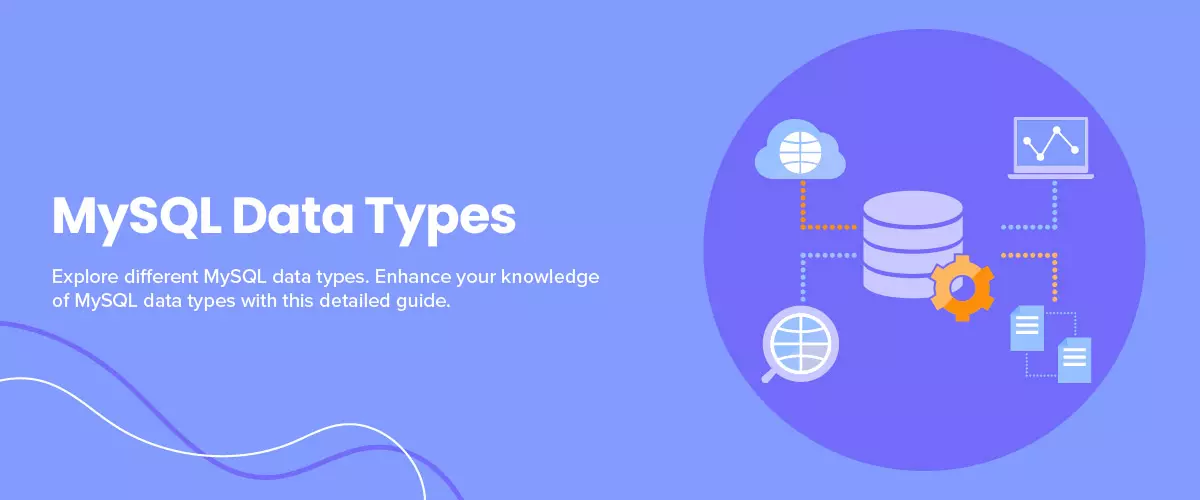 MySQL Data Types
Explore different MySQL data types. Enhance your knowledge
of MySQL data types with this detailed guide.